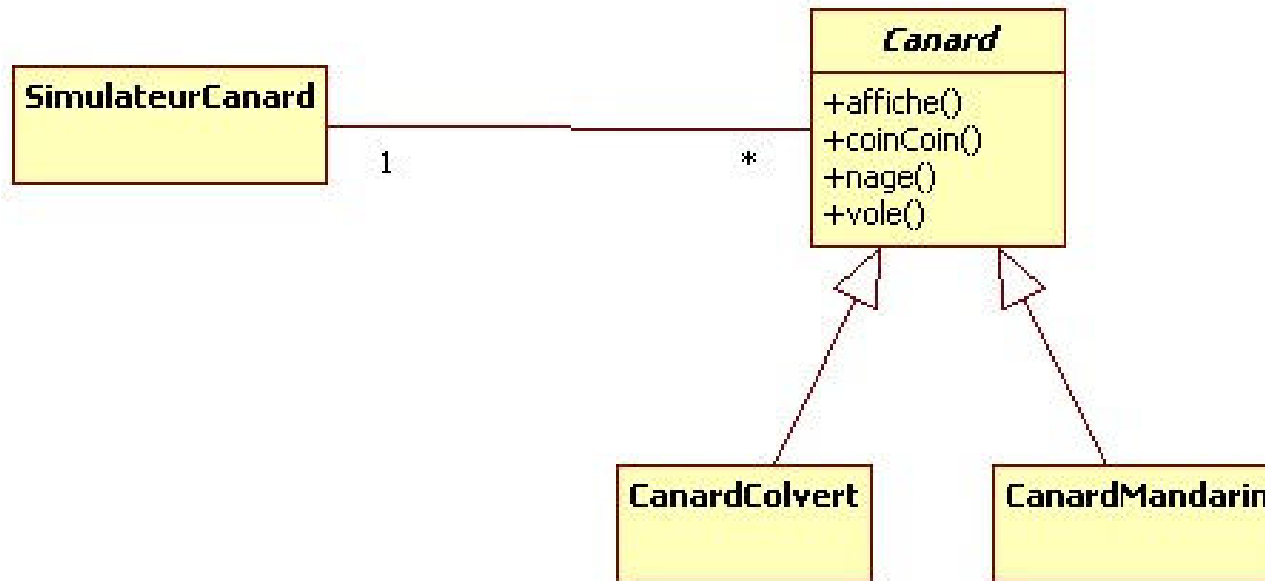 Canard
+affiche()
+coinCoin()
+nage()
+vole()
SimulateurCanard
1
*
CanardColvert
CanardMandarin